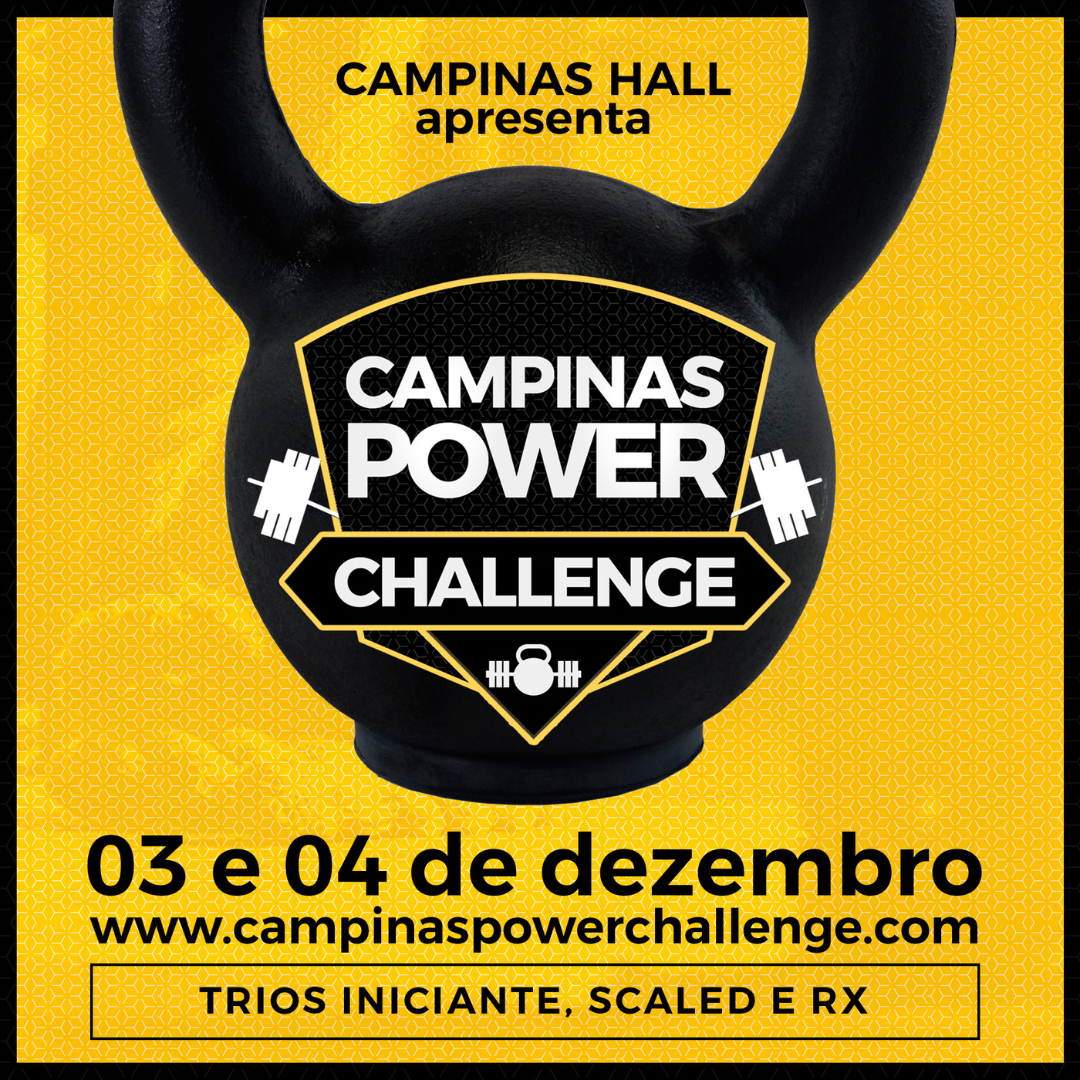 CAMPINAS HALL
apresenta
CAMPINAS
POWER
CHALLENGE
03 e 04 de dezembro
www.campinaspowerchallenge.com
TRIOS INICIANTE, SCALED E RX